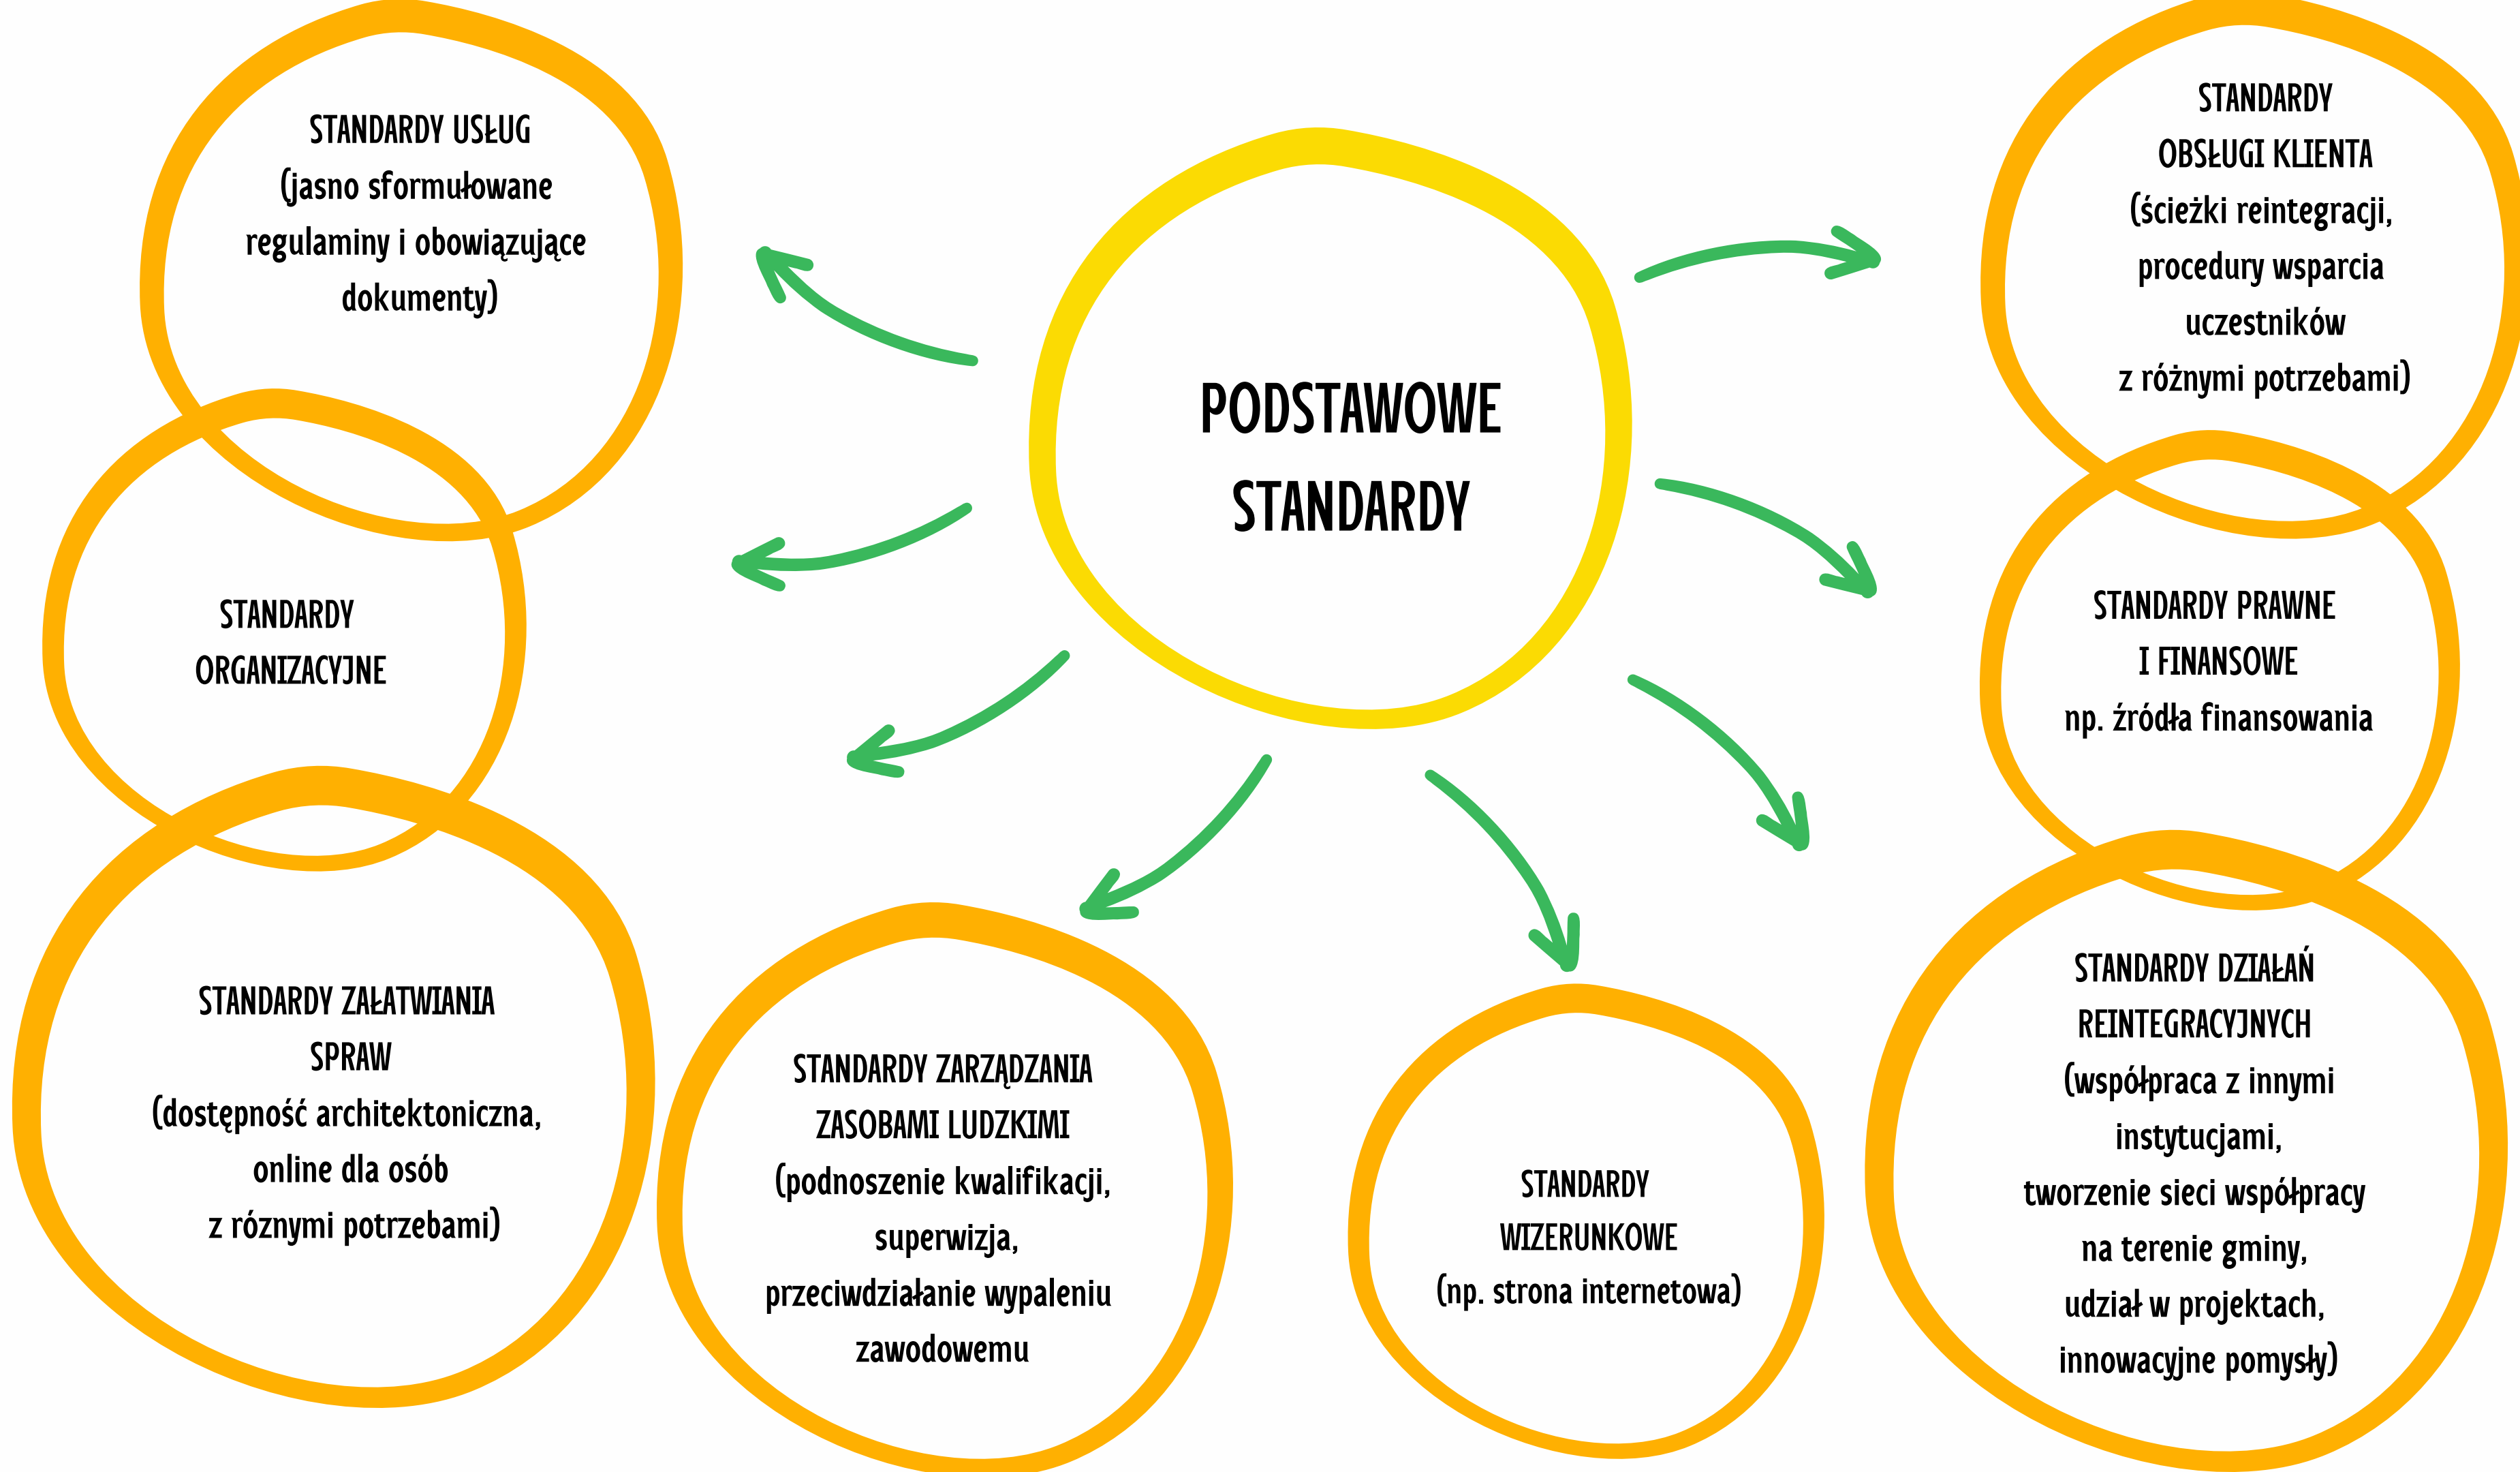 STANDARDY USŁUG
(jasno sformułowane
regulaminy i obowiązujące
dokumenty)
STANDARDY
ORGANIZACYJNE
STANDARDY ZAŁATWIANIA
SPRAW
(dostępność architektoniczna,
online dla osób
z róznymi potrzebami)
PODSTAWOWE
STANDARDY
STANDARDY ZARZĄDZANIA
ZASOBAMI LUDZKIMI
(podnoszenie kwalifikacji,
superwizja,
przeciwdziałanie wypaleniu
zawodowemu
STANDARDY
WIZERUNKOWE
(np. strona internetowa)
STANDARDY
OBSŁUGI KLIENTA
(ścieżki reintegracji,
procedury wsparcia
uczestników
z różnymi potrzebami)
STANDARDY PRAWNE
I FINANSOWE
np. źródła finansowania
STANDARDY DZIAŁAŃ
REINTEGRACYJNYCH
(współpraca z innymi
instytucjami,
tworzenie sieci współpracy
na terenie gminy,
udział w projektach,
innowacyjne pomysły)